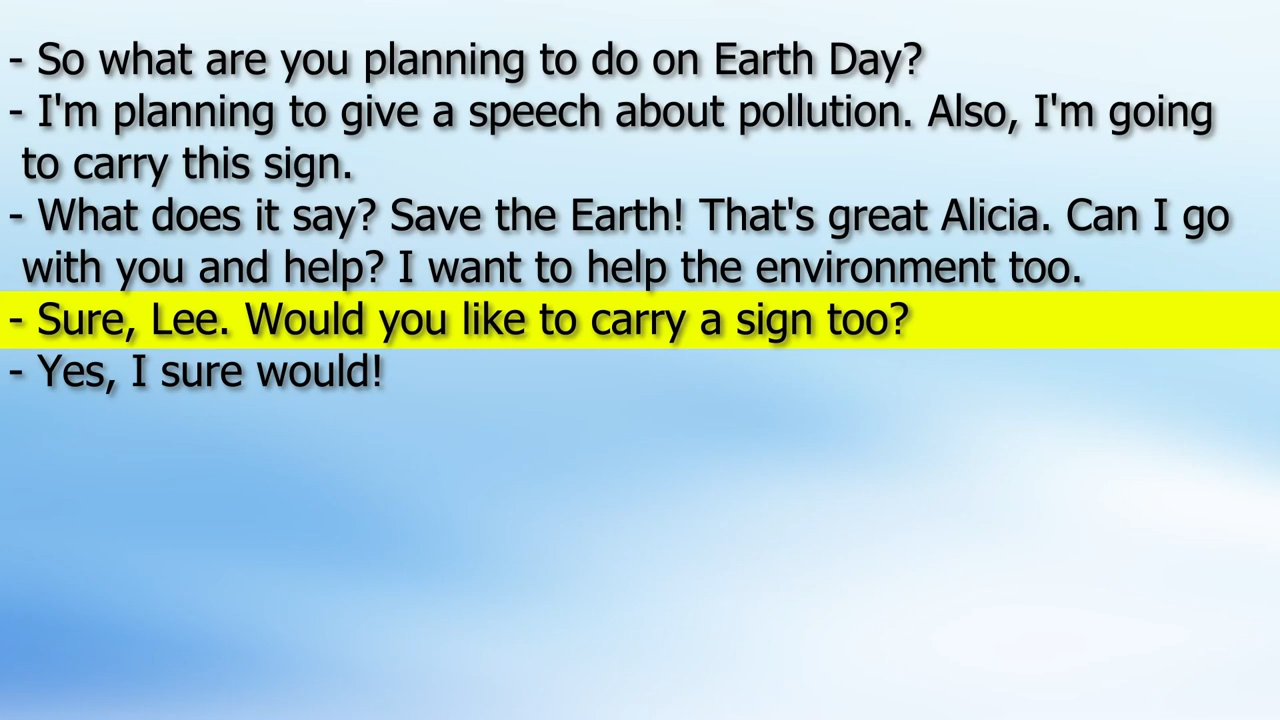 - So what are you planning to do on Earth Day?
- I'm planning to give a speech about pollution. Also, I'm going
to carry this sign.
- What does it say? Save the Earth! That's great Alicia. Can I go
with you and help? I want to help the environment too.
- Sure, Lee. Would you like to carry a sign too?
- Yes, I sure would!